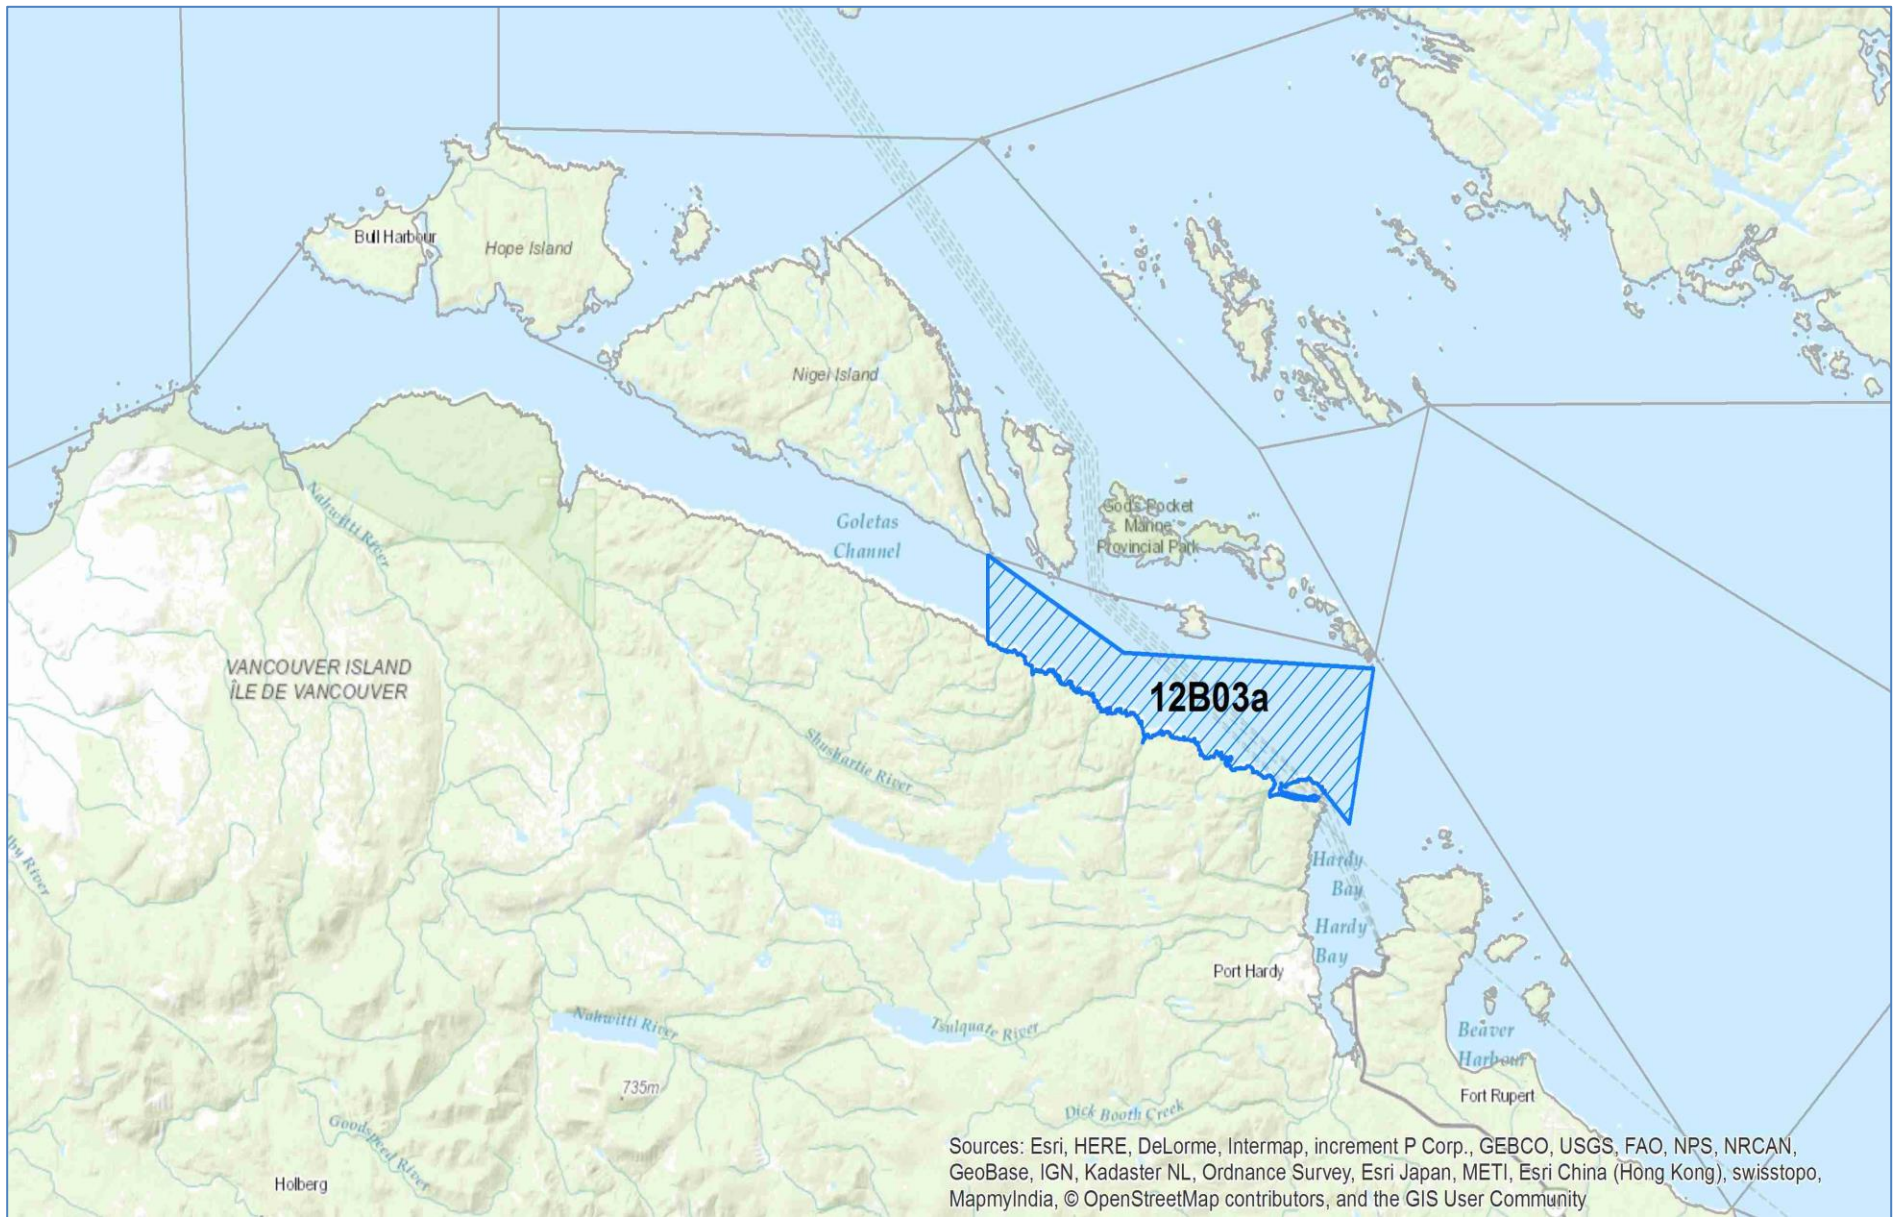 Bull Harbour
Hope Island
Nigei Island
God's Pocket
Marine
Provincial Park
Goletas
Channel
Nahwitti River
VANCOUVER ISLAND
ÎLE DE VANCOUVER
12B03a
Shushartie River
Hardy
Bay
Hardy
Bay
Port Hardy
Nahwitti River
Tsulquate River
Beaver
Harbour
735m
Fort Rupert
Dick Booth Creek
Goodspeed River
River
Holberg
Sources: Esri, HERE, DeLorme, Intermap, increment P Corp., GEBCO, USGS, FAO, NPS, NRCAN,
GeoBase, IGN, Kadaster NL, Ordnance Survey, Esri Japan, METI, Esri China (Hong Kong), swisstopo,
MapmyIndia, © OpenStreetMap contributors, and the GIS User Community